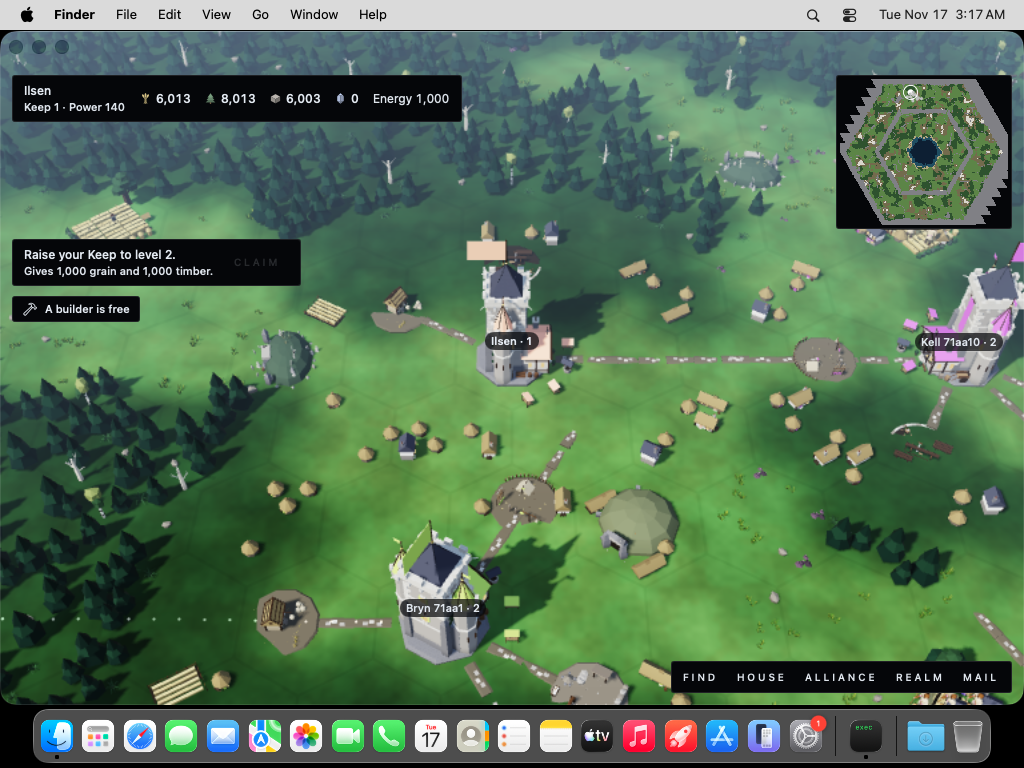 Finder File Edit View Go Window Help Tue Nov 17 3:17 AM
Ilsen
Keep 1 · Power 140
6,013 8,013 6,003 0 Energy 1,000
Raise your Keep to level 2.
Gives 1,000 grain and 1,000 timber.
CLAIM
A builder is free
Ilsen · 1
Kell 71aa10 · 2
Bryn 71aa1 · 2
FIND HOUSE ALLIANCE REALM MAIL
Tue
17
tv
1
exec